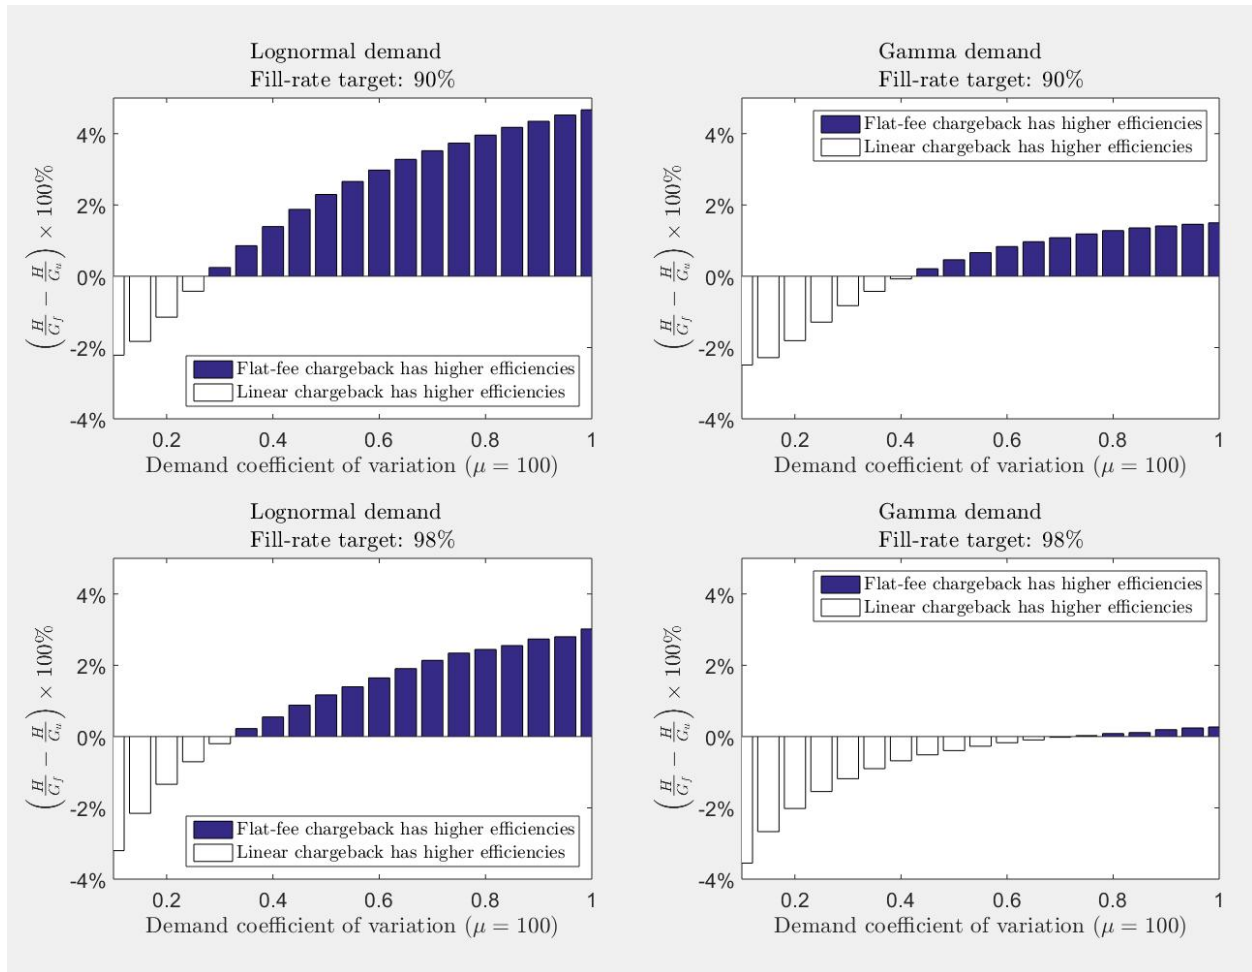 Lognormal demand
Fill-rate target: 90%
4%
2%
0%
-2%
-4%
(H/G_f − H/G_u) × 100%
Flat-fee chargeback has higher efficiencies
Linear chargeback has higher efficiencies
0.2 0.4 0.6 0.8 1
Demand coefficient of variation (μ = 100)
Gamma demand
Fill-rate target: 90%
4%
2%
0%
-2%
-4%
(H/G_f − H/G_u) × 100%
Flat-fee chargeback has higher efficiencies
Linear chargeback has higher efficiencies
0.2 0.4 0.6 0.8 1
Demand coefficient of variation (μ = 100)
Lognormal demand
Fill-rate target: 98%
4%
2%
0%
-2%
-4%
(H/G_f − H/G_u) × 100%
Flat-fee chargeback has higher efficiencies
Linear chargeback has higher efficiencies
0.2 0.4 0.6 0.8 1
Demand coefficient of variation (μ = 100)
Gamma demand
Fill-rate target: 98%
4%
2%
0%
-2%
-4%
(H/G_f − H/G_u) × 100%
Flat-fee chargeback has higher efficiencies
Linear chargeback has higher efficiencies
0.2 0.4 0.6 0.8 1
Demand coefficient of variation (μ = 100)